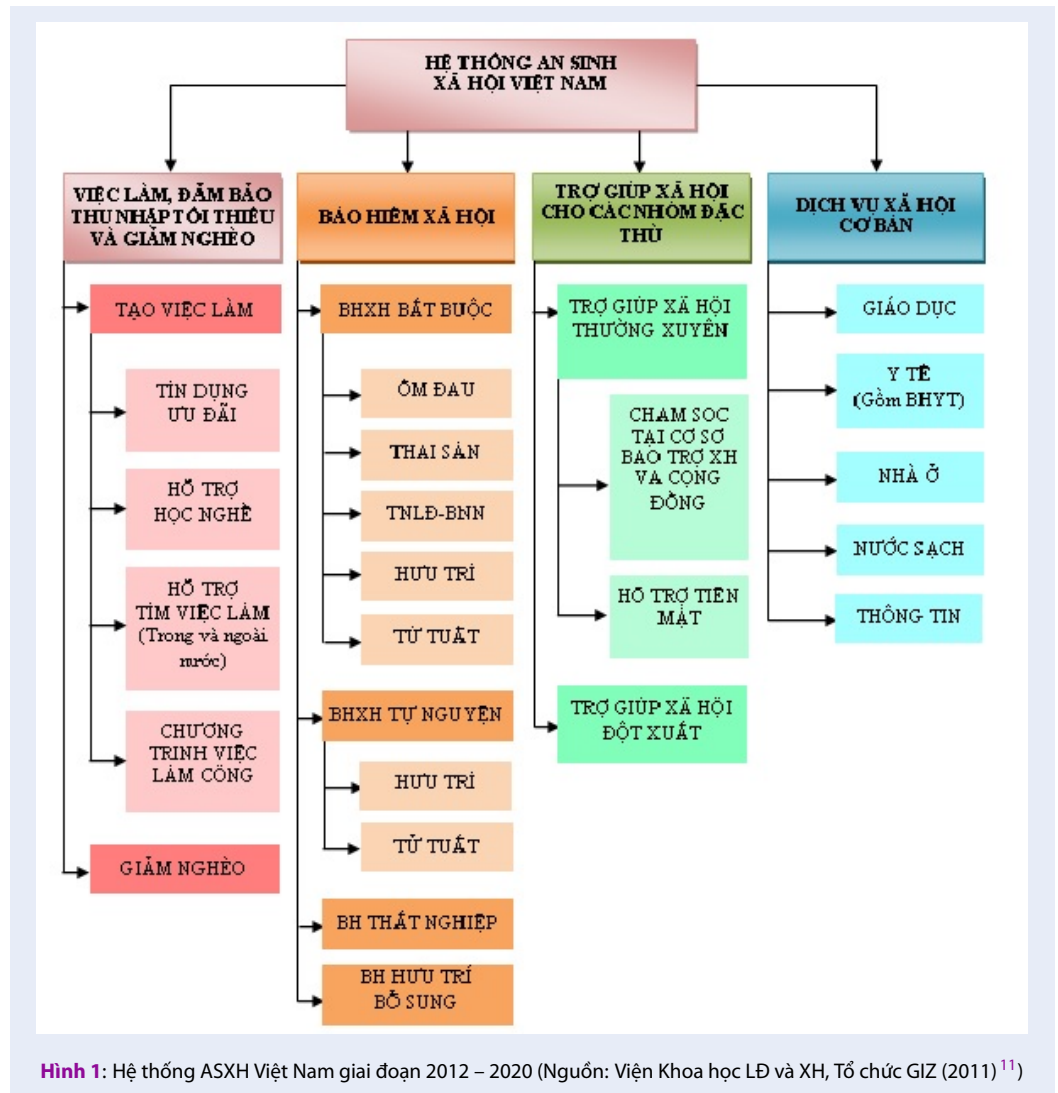 HỆ THỐNG AN SINH
XÃ HỘI VIỆT NAM
VIỆC LÀM, ĐẢM BẢO
THU NHẬP TỐI THIỂU
VÀ GIẢM NGHÈO
BẢO HIỂM XÃ HỘI
TRỢ GIÚP XÃ HỘI
CHO CÁC NHÓM ĐẶC
THÙ
DỊCH VỤ XÃ HỘI
CƠ BẢN
TẠO VIỆC LÀM
TÍN DỤNG
ƯU ĐÃI
HỖ TRỢ
HỌC NGHỀ
HỖ TRỢ
TÌM VIỆC LÀM
(Trong và ngoài
nước)
CHƯƠNG
TRINH VIỆC
LÀM CÔNG
GIẢM NGHÈO
BHXH BẮT BUỘC
ỐM ĐAU
THAI SẢN
TNLĐ-BNN
HƯU TRÍ
TỬ TUẤT
BHXH TỰ NGUYỆN
HƯU TRÍ
TỬ TUẤT
BH THẤT NGHIỆP
BH HƯU TRÍ
BỔ SUNG
TRỢ GIÚP XÃ HỘI
THƯỜNG XUYÊN
CHAM SOC
TẠI CƠ SƠ
BAO TRỢ XH
VA CỌNG
ĐỒNG
HỖ TRỢ TIỀN
MẶT
TRỢ GIÚP XÃ HỘI
ĐỘT XUẤT
GIÁO DỤC
Y TẾ
(Gồm BHYT)
NHÀ Ở
NƯỚC SẠCH
THÔNG TIN
Hình 1: Hệ thống ASXH Việt Nam giai đoạn 2012 – 2020 (Nguồn: Viện Khoa học LĐ và XH, Tổ chức GIZ (2011) 11)